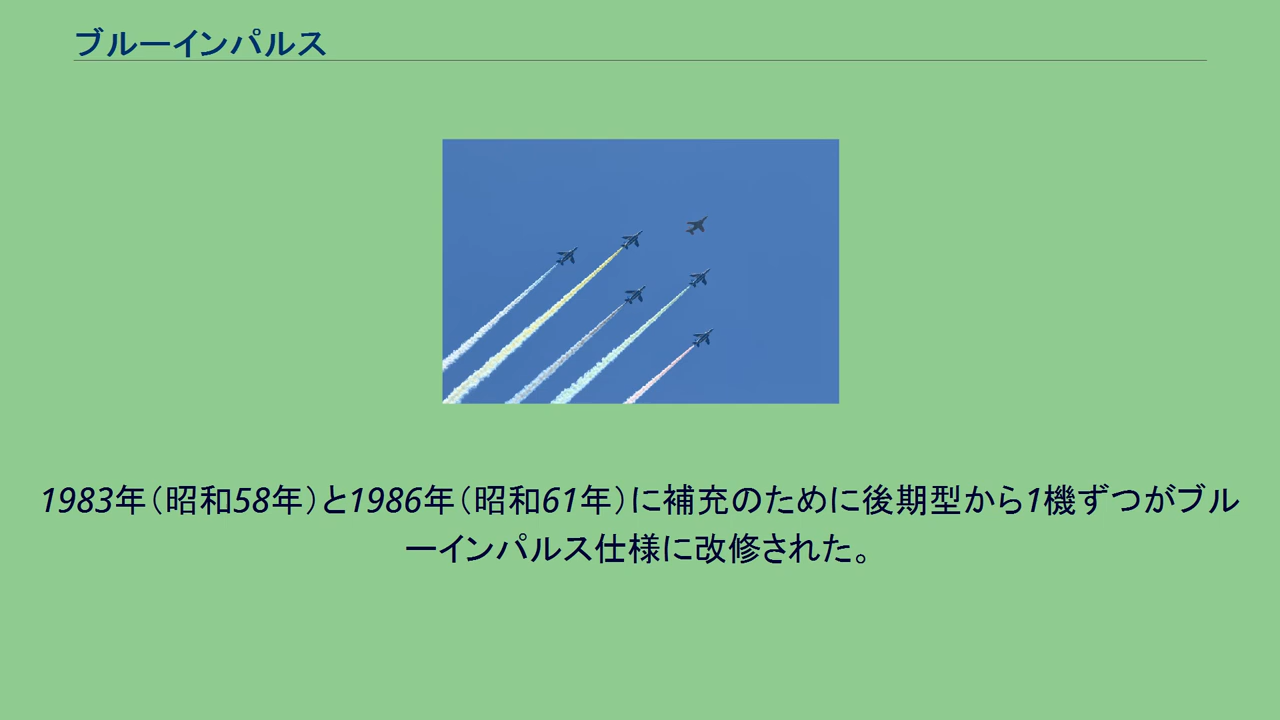 ブルーインパルス
1983年（昭和58年）と1986年（昭和61年）に補充のために後期型から1機ずつがブル
ーインパルス仕様に改修された。